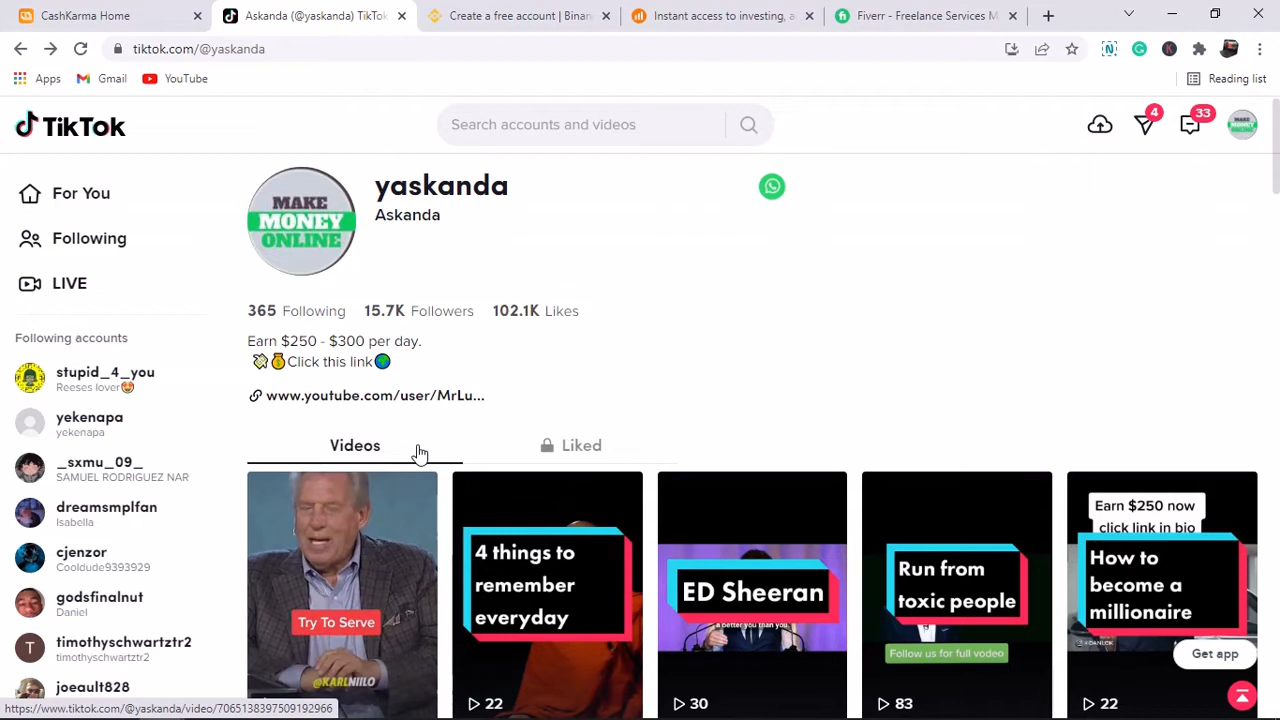 CashKarma Home
Askanda (@yaskanda) TikTok
create a free account | Binan
Instant access to investing, a
Fiverr - Freelance Services M
tiktok.com/@yaskanda
Apps
Gmail
YouTube
Reading list
TikTok
Search accounts and videos
4
33
MAKE
MONEY
ONLINE
For You
Following
LIVE
Following accounts
stupid_4_you
Reeses lover
yekenapa
yekenapa
_sxmu_09_
SAMUEL RODRIGUEZ NAR
dreamsmplfan
Isabella
cjenzor
Cooldude9393929
godsfinalnut
Daniel
timothyschwartztr2
timothyschwartztr2
joeault828
T
MAKE
MONEY
ONLINE
yaskanda
Askanda
365 Following
15.7K Followers
102.1K Likes
Earn $250 - $300 per day.
Click this link
www.youtube.com/user/MrLu...
Videos
Liked
Try To Serve
@KARLNIILO
4 things to
remember
everyday
22
ED Sheeran
a better you than you
30
Run from
toxic people
Follow us for full vodeo
83
Earn $250 now
click link in bio
How to
become a
millionaire
22
Get app
https://www.tiktok.com/@yaskanda/video/7065138397509192966